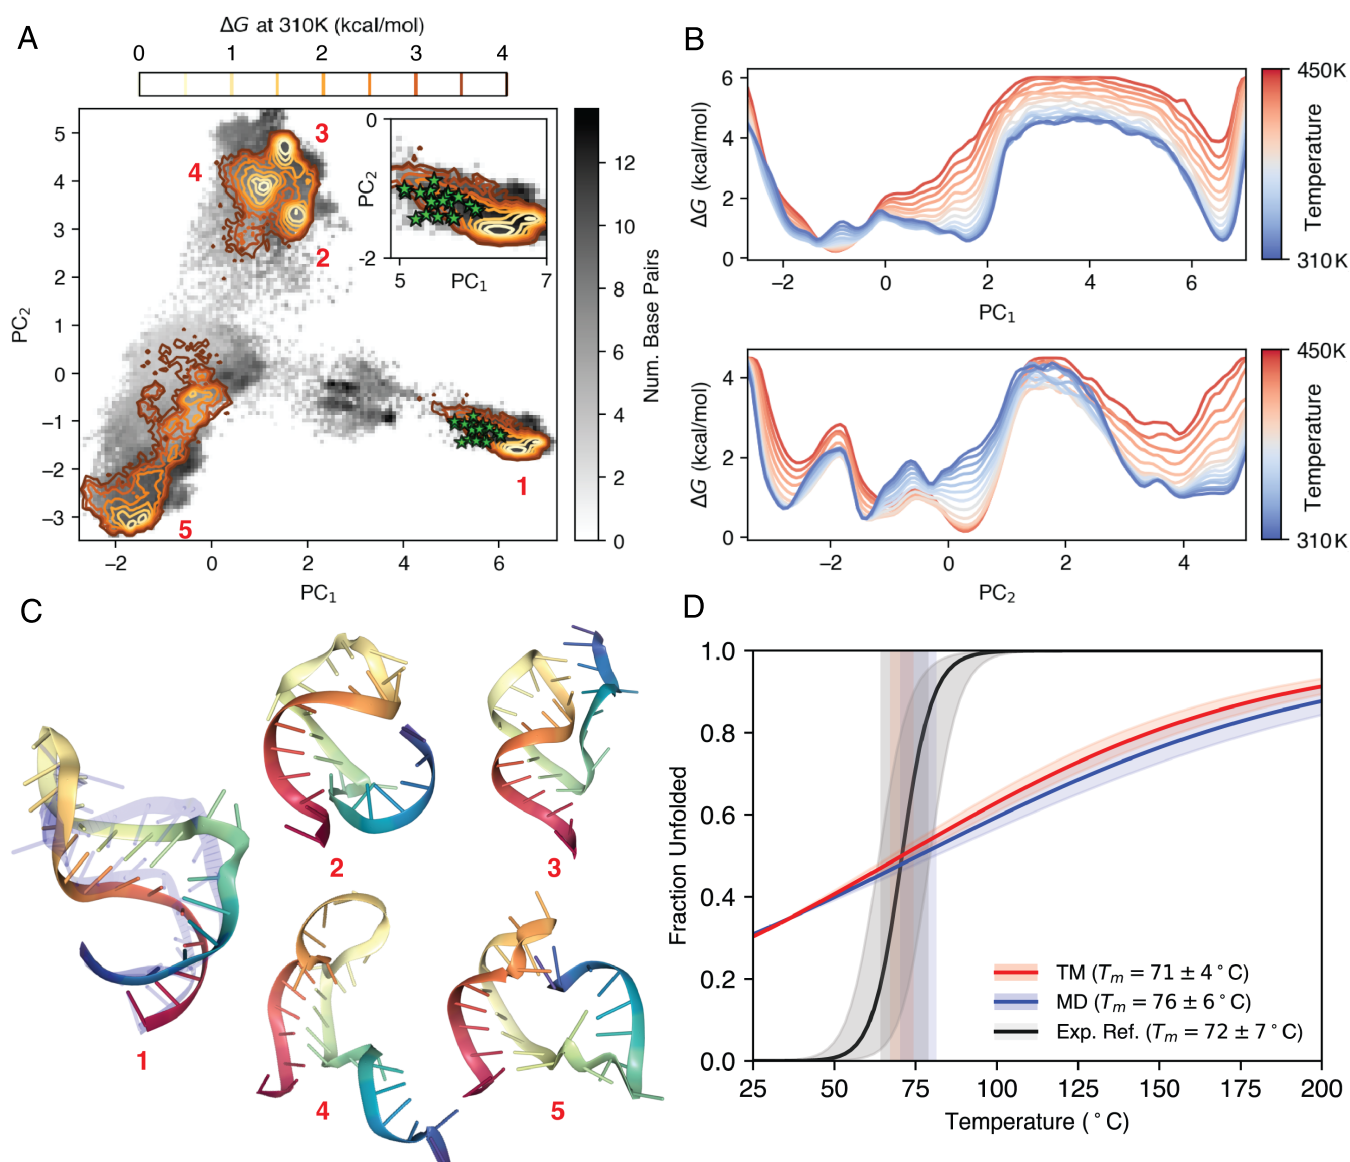 A
ΔG at 310K (kcal/mol)
0 1 2 3 4
5
4
3
2
1
0
−1
−2
−3
PC2
−2 0 2 4 6
PC1
3
4
2
1
5
0
-2
PC2
5 7
PC1
12
10
8
6
4
2
0
Num. Base Pairs
B
6
4
2
0
ΔG (kcal/mol)
−2 0 2 4 6
PC1
450K
310K
Temperature
4
2
0
ΔG (kcal/mol)
−2 0 2 4
PC2
450K
310K
Temperature
C
1
2
3
4
5
D
1.0
0.8
0.6
0.4
0.2
0.0
Fraction Unfolded
25 50 75 100 125 150 175 200
Temperature (°C)
TM (Tm = 71 ± 4°C)
MD (Tm = 76 ± 6°C)
Exp. Ref. (Tm = 72 ± 7°C)